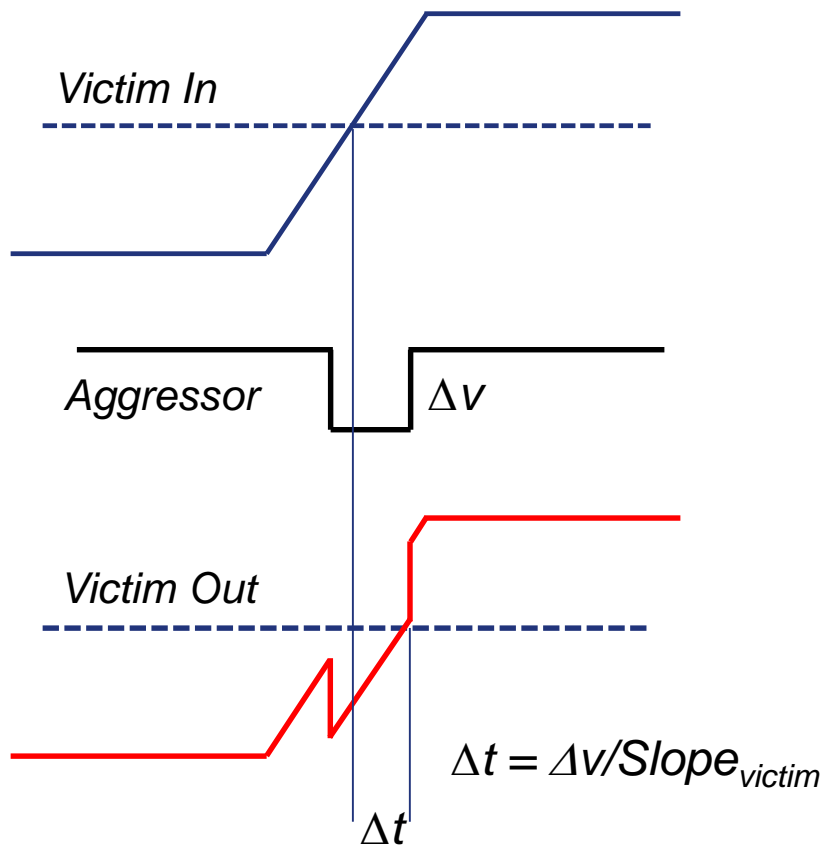 Victim In
Aggressor
Δv
Victim Out
Δt = Δv/Slope_victim
Δt